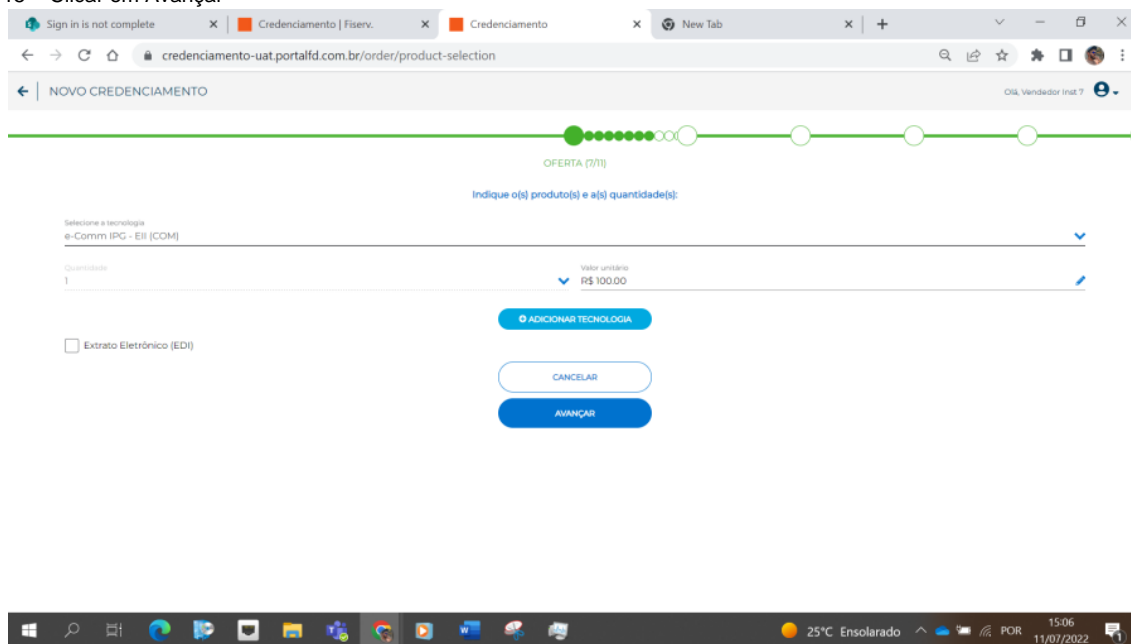 Clicar em Avançar
Sign in is not complete
Credenciamento | Fiserv.
Credenciamento
New Tab
credenciamento-uat.portalfd.com.br/order/product-selection
NOVO CREDENCIAMENTO
Olá, Vendedor Inst 7
OFERTA (7/11)
Indique o(s) produto(s) e a(s) quantidade(s):
Selecione a tecnologia
e-Comm IPG - EII (COM)
Quantidade
1
Valor unitário
R$ 100.00
ADICIONAR TECNOLOGIA
Extrato Eletrônico (EDI)
CANCELAR
AVANÇAR
25°C Ensolarado
POR
15:06
11/07/2022